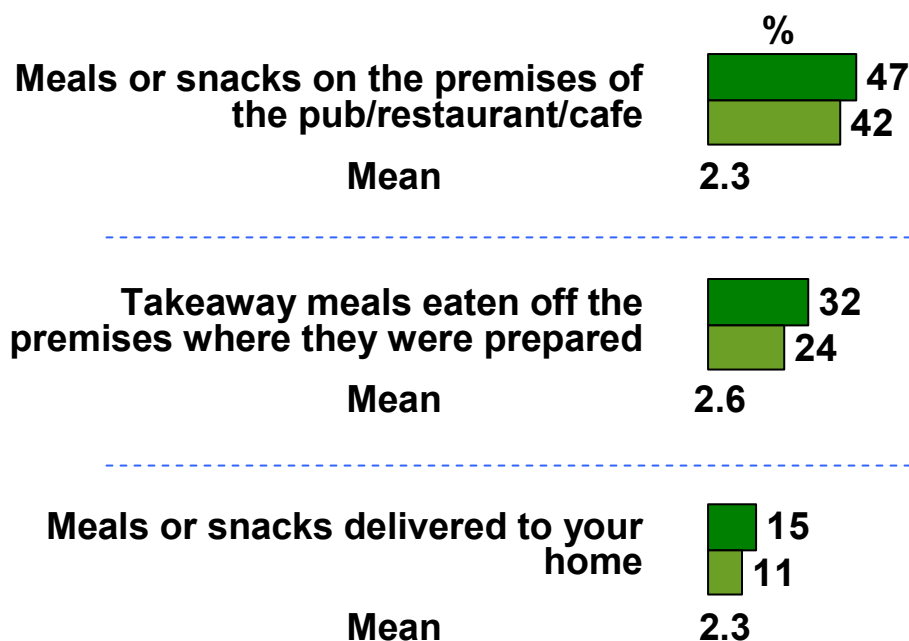 %
Meals or snacks on the premises of 47
the pub/restaurant/cafe 42
Mean 2.3
Takeaway meals eaten off the 32
premises where they were prepared 24
Mean 2.6
Meals or snacks delivered to your 15
home 11
Mean 2.3